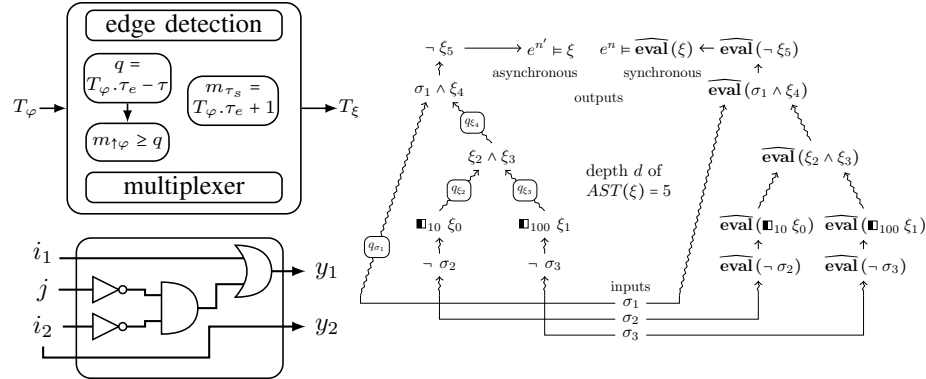 edge detection
q =
T_φ.τ_e − τ
m_{τ_s} =
T_φ.τ_e + 1
T_φ
T_ξ
m_{↑φ} ≥ q
multiplexer
i_1
j
i_2
y_1
y_2
¬ ξ_5
e^{n'} ⊨ ξ
e^n ⊨ \widehat{eval}(ξ)
\widehat{eval}(¬ ξ_5)
asynchronous
synchronous
outputs
σ_1 ∧ ξ_4
\widehat{eval}(σ_1 ∧ ξ_4)
q_{ξ_4}
ξ_2 ∧ ξ_3
\widehat{eval}(ξ_2 ∧ ξ_3)
depth d of
AST(ξ) = 5
q_{ξ_2}
q_{ξ_3}
◧_{10} ξ_0
◧_{100} ξ_1
\widehat{eval}(◧_{10} ξ_0)
\widehat{eval}(◧_{100} ξ_1)
q_{σ_1}
¬ σ_2
¬ σ_3
\widehat{eval}(¬ σ_2)
\widehat{eval}(¬ σ_3)
inputs
σ_1
σ_2
σ_3